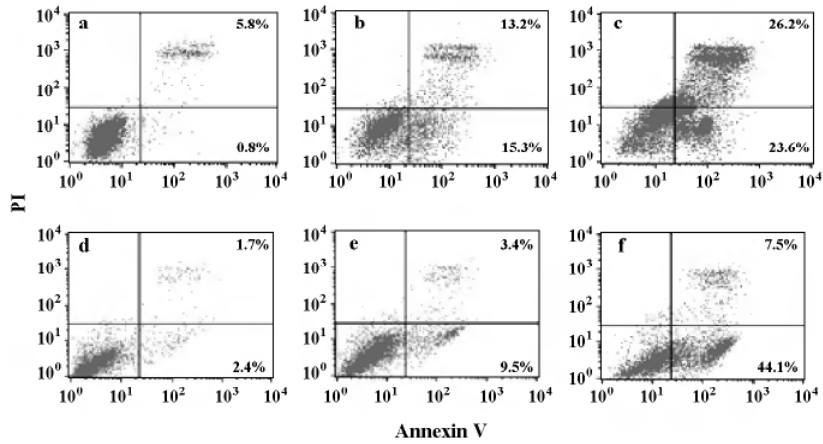 a 5.8%
b 13.2%
c 26.2%
10⁴ 10³ 10² 10¹ 10⁰
0.8%
10⁴ 10³ 10² 10¹ 10⁰
15.3%
10⁴ 10³ 10² 10¹ 10⁰
23.6%
10⁰ 10¹ 10² 10³ 10⁴
10⁰ 10¹ 10² 10³ 10⁴
10⁰ 10¹ 10² 10³ 10⁴
PI
d 1.7%
e 3.4%
f 7.5%
10⁴ 10³ 10² 10¹ 10⁰
2.4%
10⁴ 10³ 10² 10¹ 10⁰
9.5%
10⁴ 10³ 10² 10¹ 10⁰
44.1%
10⁰ 10¹ 10² 10³ 10⁴
10⁰ 10¹ 10² 10³ 10⁴
10⁰ 10¹ 10² 10³ 10⁴
Annexin V